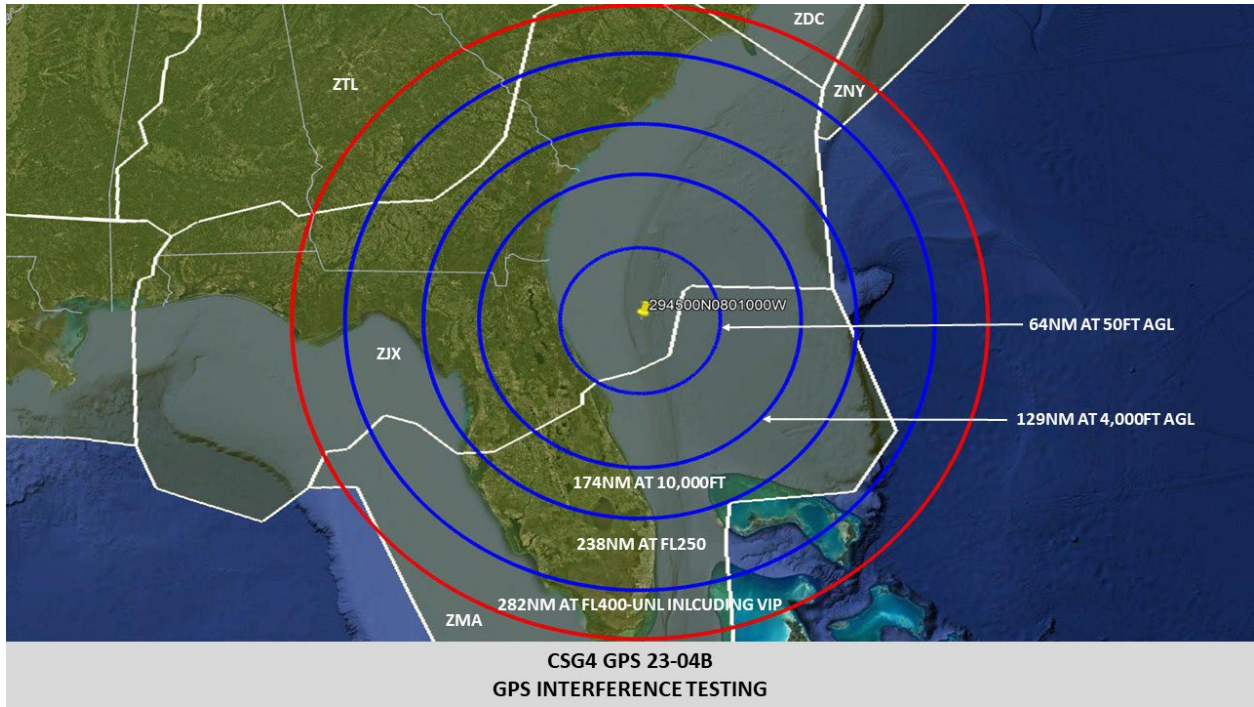 ZDC
ZTL
ZNY
294500N0801000W
64NM AT 50FT AGL
ZJX
129NM AT 4,000FT AGL
174NM AT 10,000FT
238NM AT FL250
282NM AT FL400-UNL INLCUDING VIP
ZMA
CSG4 GPS 23-04B
GPS INTERFERENCE TESTING